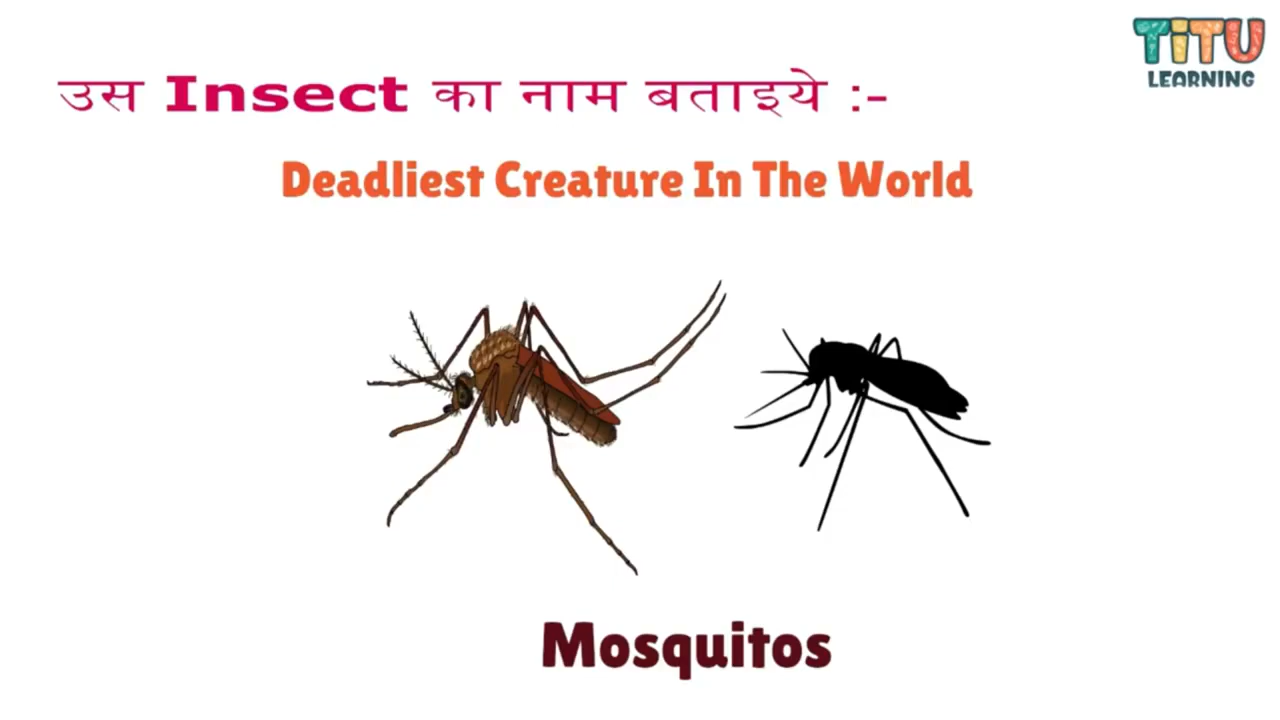 TiTU
LEARNING
उस Insect का नाम बताइये :-
Deadliest Creature In The World
Mosquitos